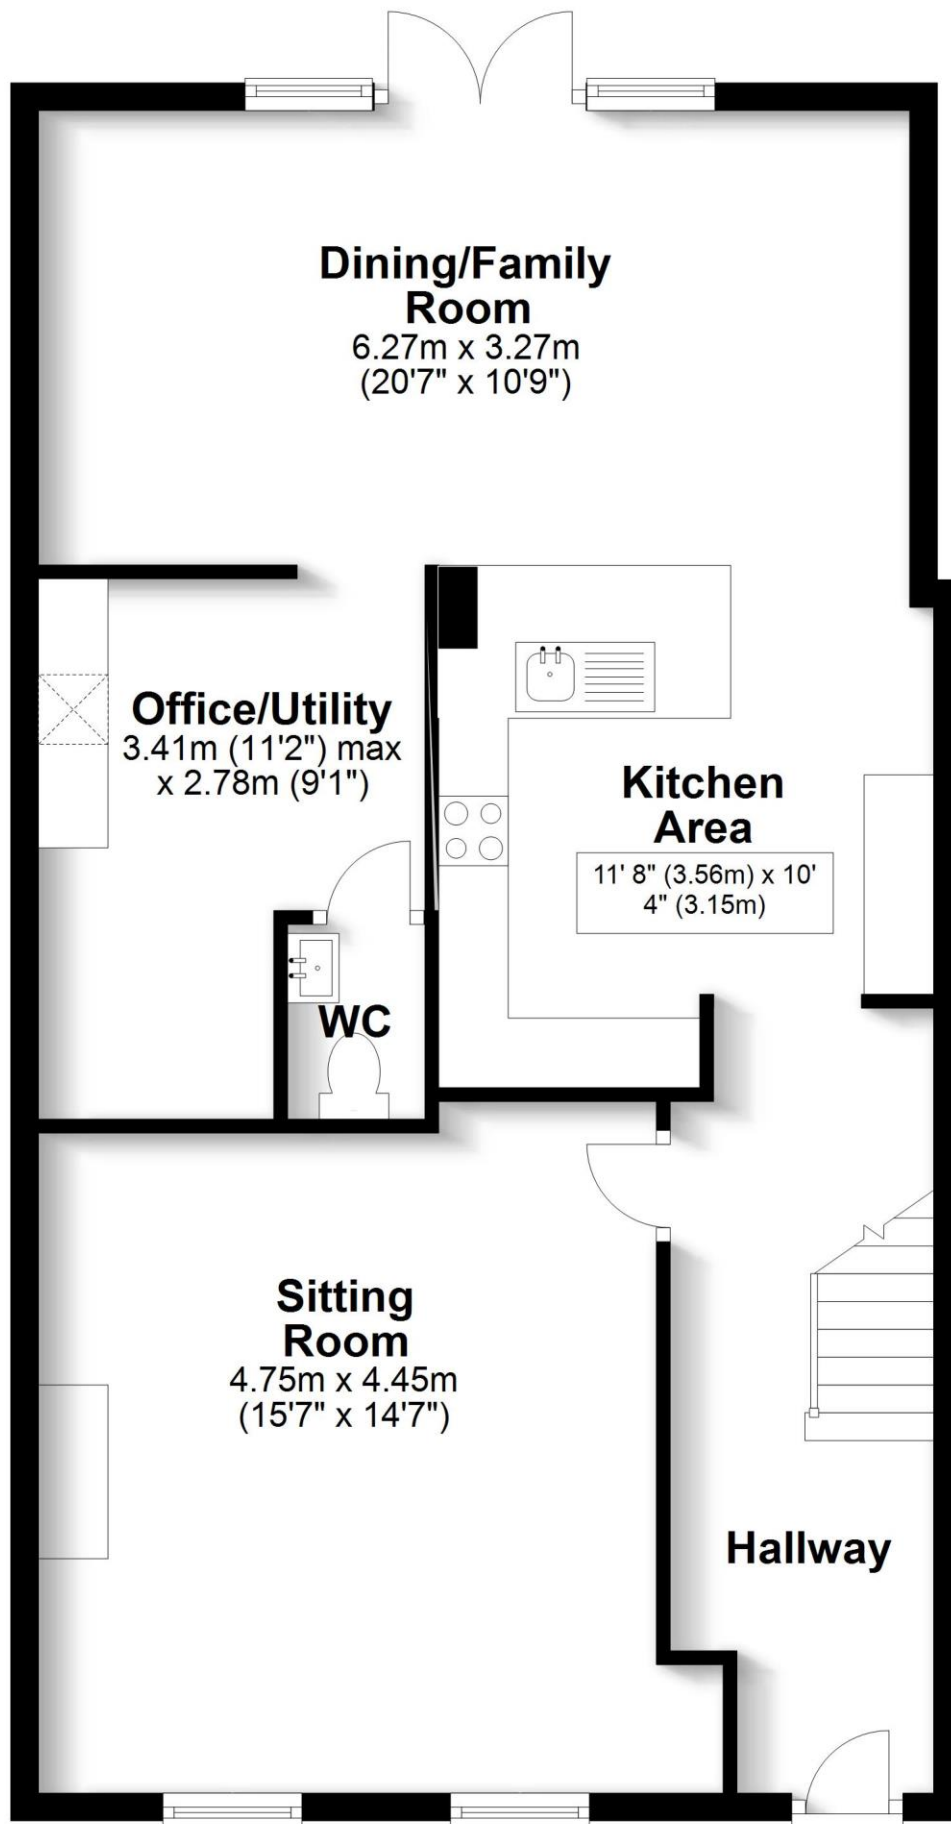 Dining/Family
Room
6.27m x 3.27m
(20'7" x 10'9")
Office/Utility
3.41m (11'2") max
x 2.78m (9'1")
Kitchen
Area
11' 8" (3.56m) x 10'
4" (3.15m)
WC
Sitting
Room
4.75m x 4.45m
(15'7" x 14'7")
Hallway